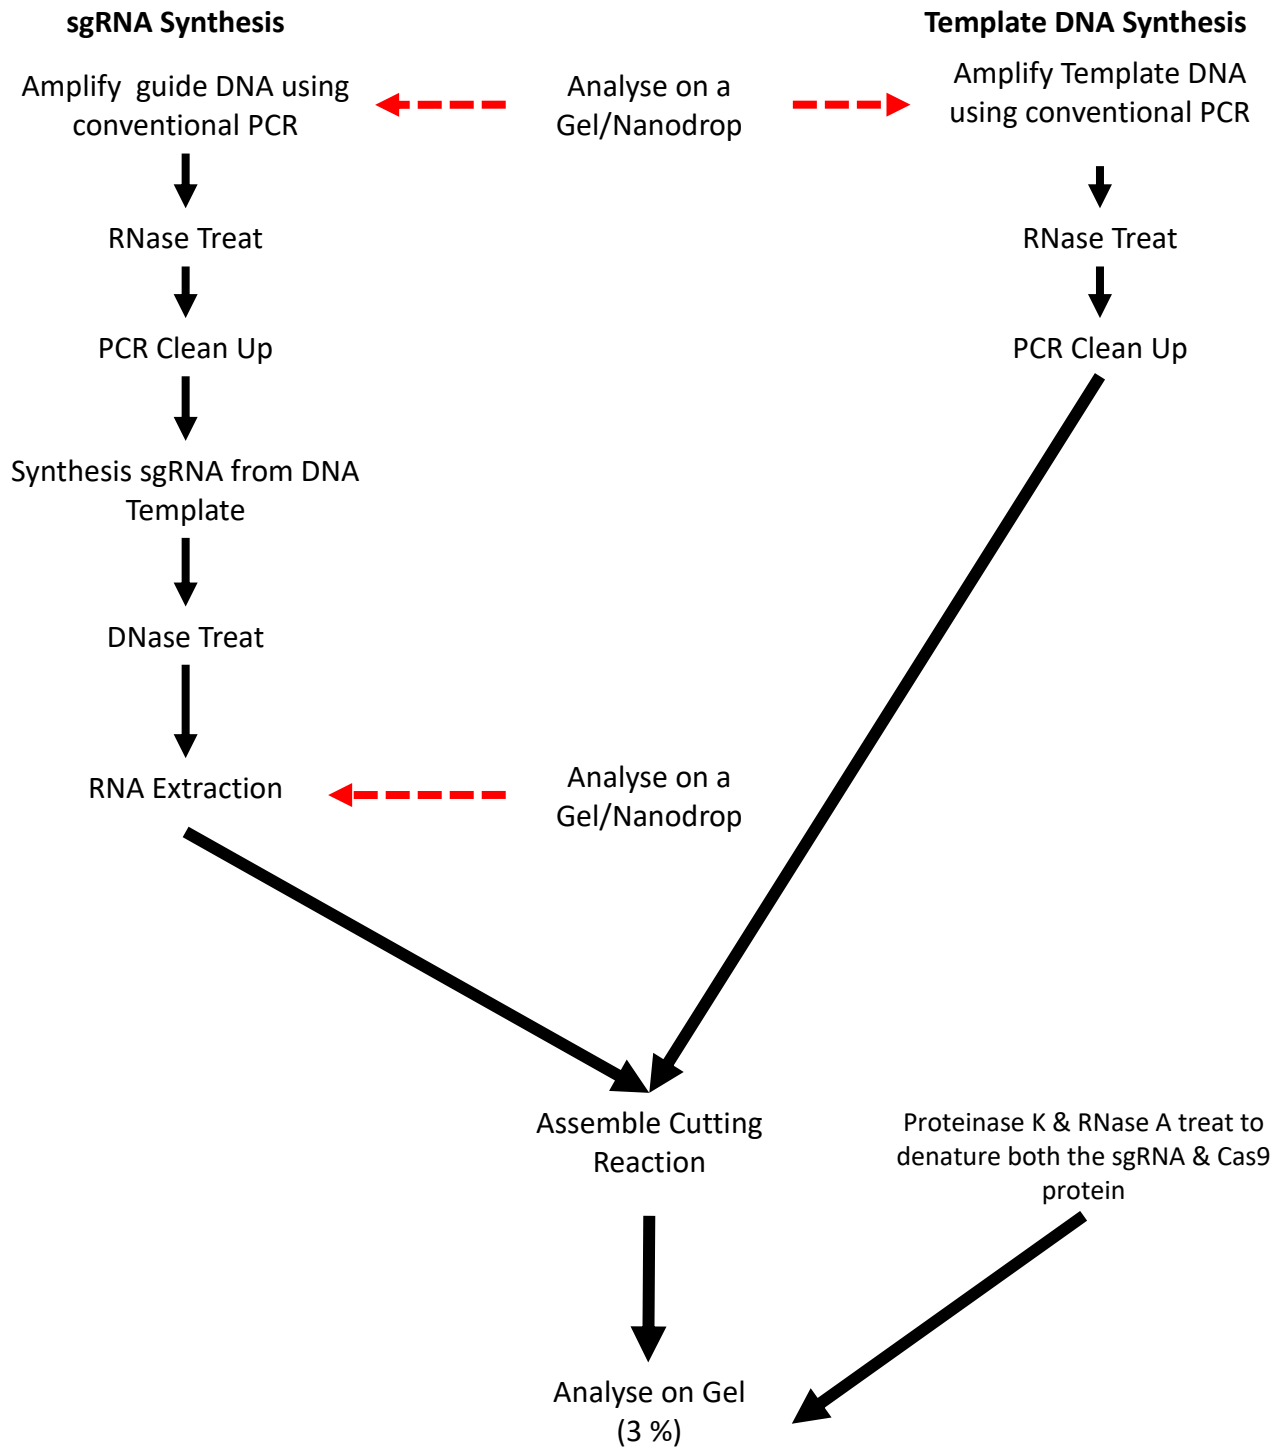 sgRNA Synthesis
Template DNA Synthesis
Amplify guide DNA using
conventional PCR
Analyse on a
Gel/Nanodrop
Amplify Template DNA
using conventional PCR
RNase Treat
RNase Treat
PCR Clean Up
PCR Clean Up
Synthesis sgRNA from DNA
Template
DNase Treat
RNA Extraction
Analyse on a
Gel/Nanodrop
Assemble Cutting
Reaction
Proteinase K & RNase A treat to
denature both the sgRNA & Cas9
protein
Analyse on Gel
(3 %)